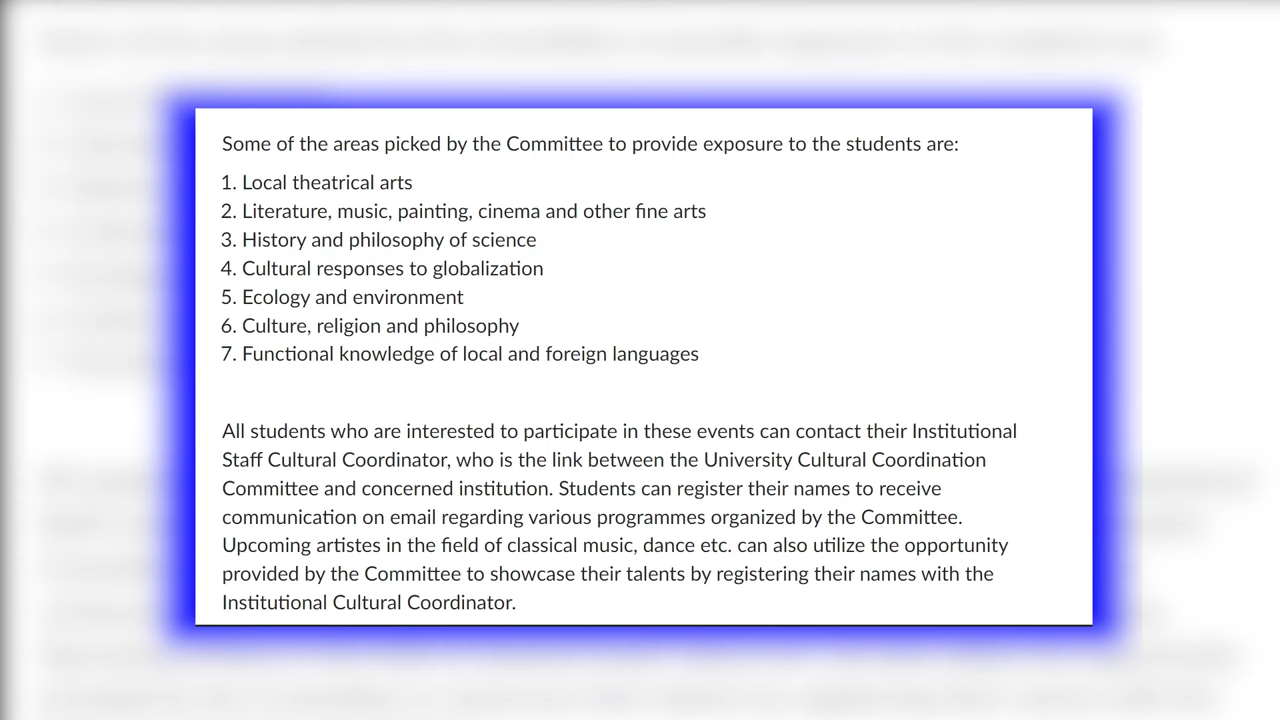 Some of the areas picked by the Committee to provide exposure to the students are:
1. Local theatrical arts
2. Literature, music, painting, cinema and other fine arts
3. History and philosophy of science
4. Cultural responses to globalization
5. Ecology and environment
6. Culture, religion and philosophy
7. Functional knowledge of local and foreign languages
All students who are interested to participate in these events can contact their Institutional
Staff Cultural Coordinator, who is the link between the University Cultural Coordination
Committee and concerned institution. Students can register their names to receive
communication on email regarding various programmes organized by the Committee.
Upcoming artistes in the field of classical music, dance etc. can also utilize the opportunity
provided by the Committee to showcase their talents by registering their names with the
Institutional Cultural Coordinator.